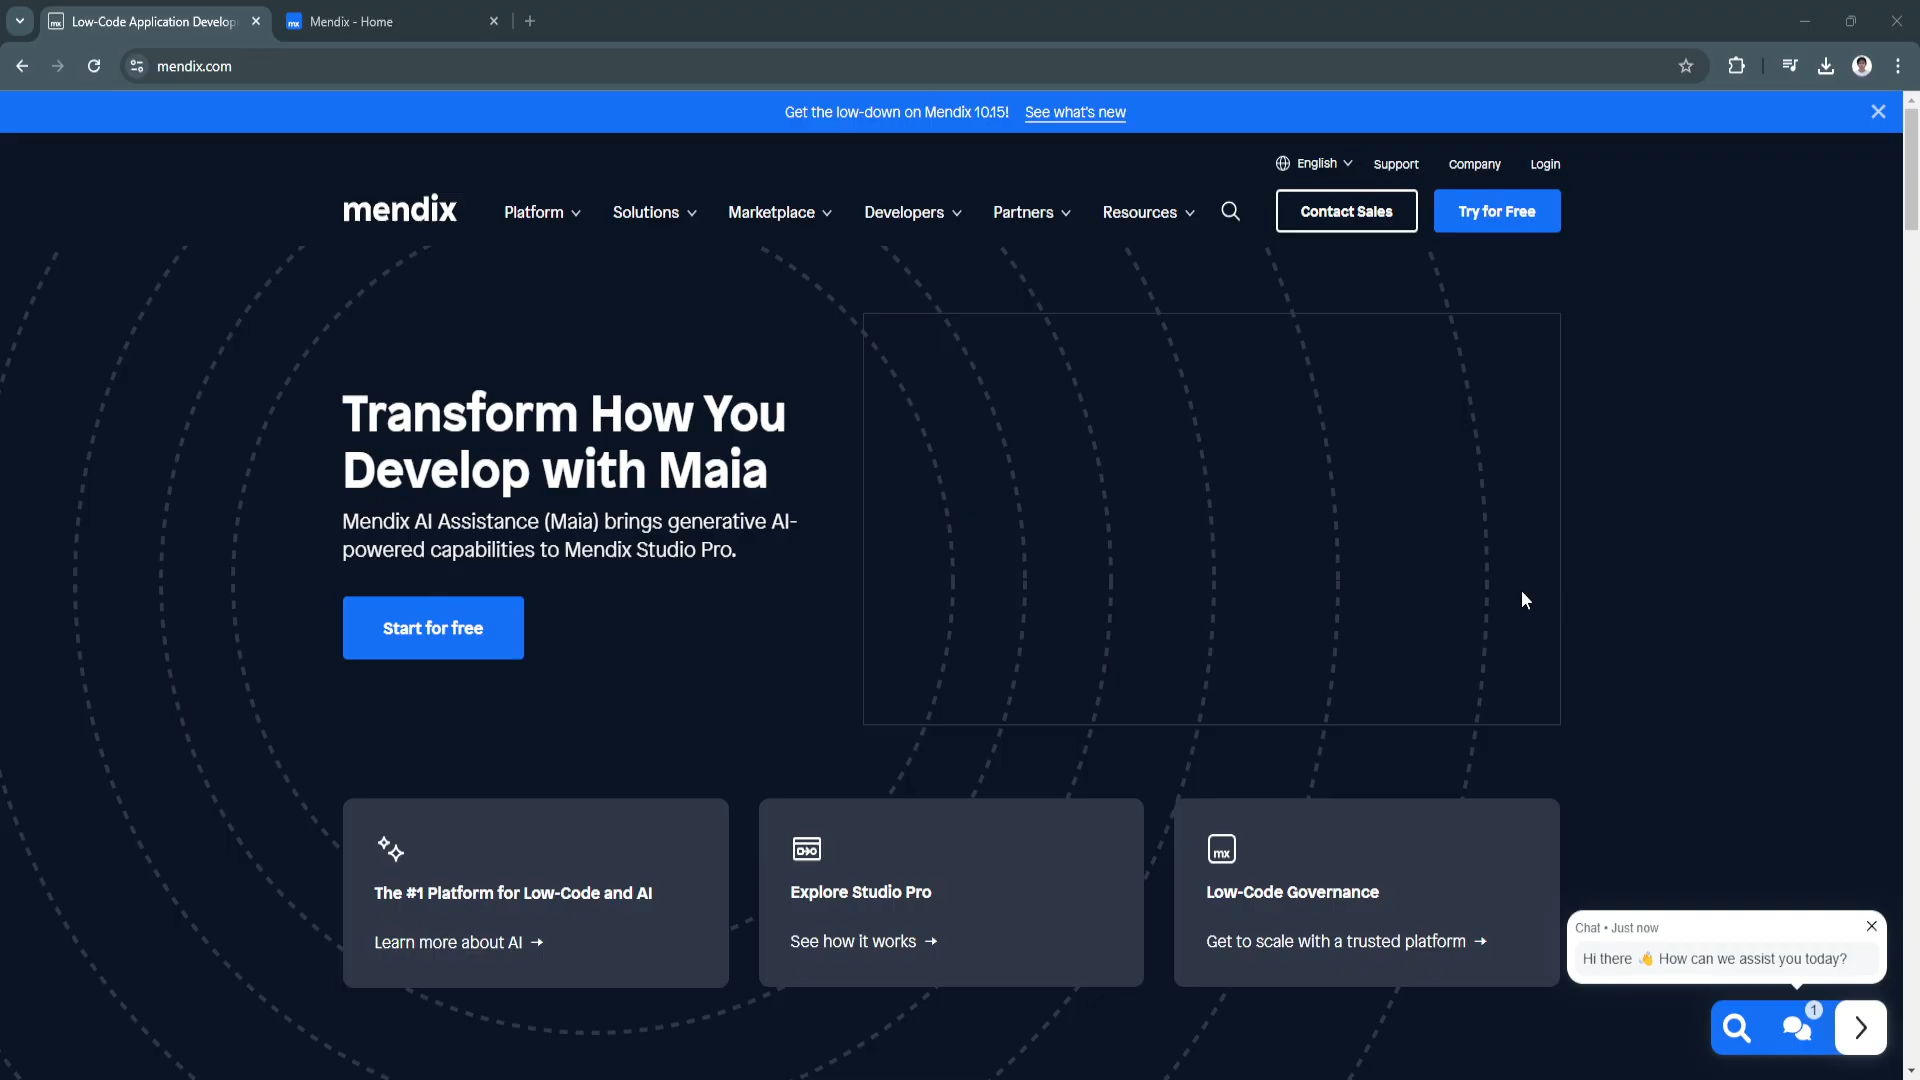 Low-Code Application Develop
Mendix - Home
mendix.com
Get the low-down on Mendix 10.15! See what's new
English Support Company Login
mendix Platform Solutions Marketplace Developers Partners Resources Contact Sales Try for Free
Transform How You
Develop with Maia
Mendix AI Assistance (Maia) brings generative AI-
powered capabilities to Mendix Studio Pro.
Start for free
mx
The #1 Platform for Low-Code and AI
Learn more about AI →
Explore Studio Pro
See how it works →
Low-Code Governance
Get to scale with a trusted platform →
Chat • Just now
Hi there 👋 How can we assist you today?
1